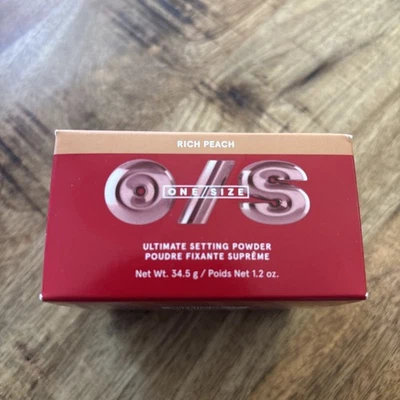 RICH PEACH
O/S
ONE/SIZE
ULTIMATE SETTING POWDER
POUDRE FIXANTE SUPRÊME
Net Wt. 34.5 g / Poids Net 1.2 oz.